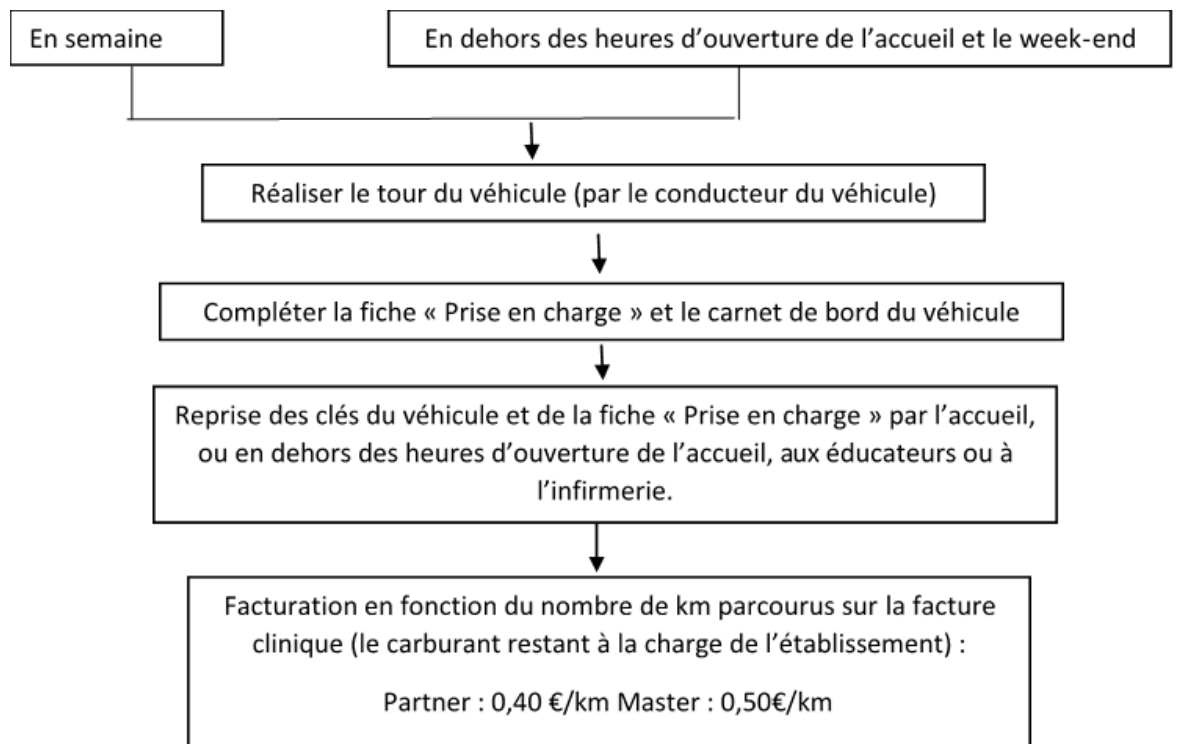 En semaine
En dehors des heures d’ouverture de l’accueil et le week-end
Réaliser le tour du véhicule (par le conducteur du véhicule)
Compléter la fiche « Prise en charge » et le carnet de bord du véhicule
Reprise des clés du véhicule et de la fiche « Prise en charge » par l’accueil,
ou en dehors des heures d’ouverture de l’accueil, aux éducateurs ou à
l’infirmerie.
Facturation en fonction du nombre de km parcourus sur la facture
clinique (le carburant restant à la charge de l’établissement) :
Partner : 0,40 €/km Master : 0,50€/km